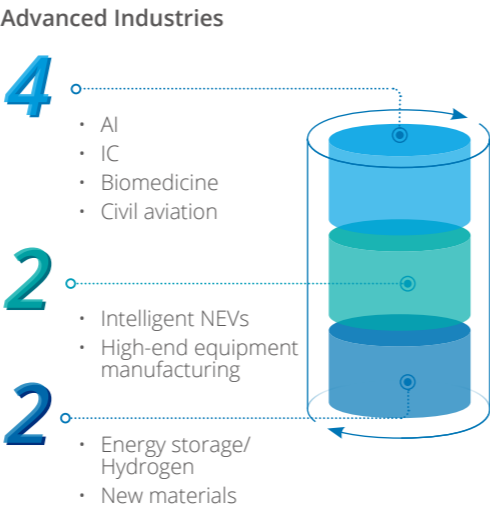 Advanced Industries
4
· AI
· IC
· Biomedicine
· Civil aviation
2
· Intelligent NEVs
· High-end equipment
manufacturing
2
· Energy storage/
Hydrogen
· New materials